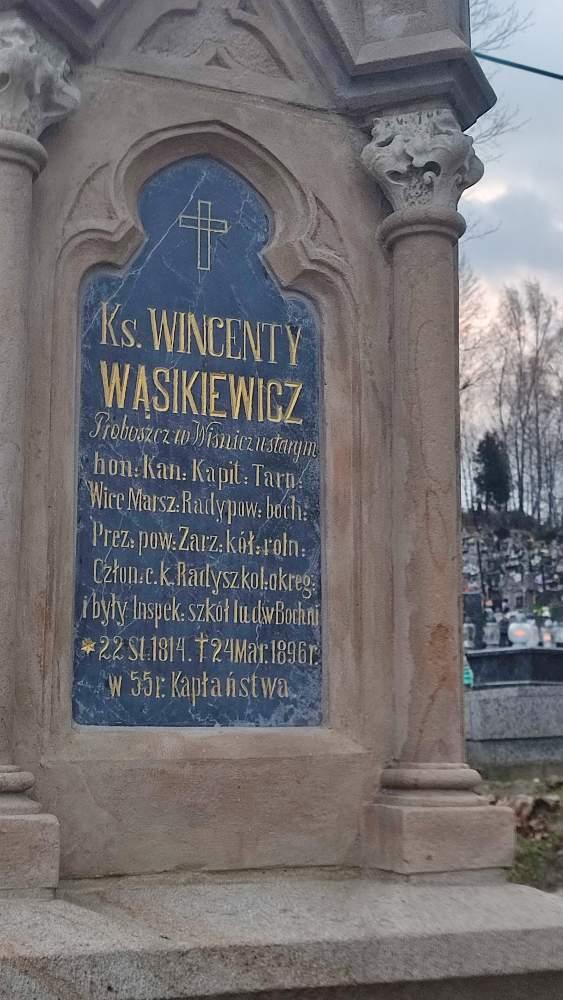 Ks. WINCENTY
WĄSIKIEWICZ
Proboszcz w Wiśniczu starym
hon: Kan: Kapit: Tarn:
Wice Marsz: Rady pow: boch:
Prez: pow: Zarz: kół: roln:
Człon: c. k. Rady szkol: okreg:
i były Inspek: szkół lud: w Bochni
* 22 St. 1814. † 24 Mar. 1896 r.
w 55 r. Kapłaństwa